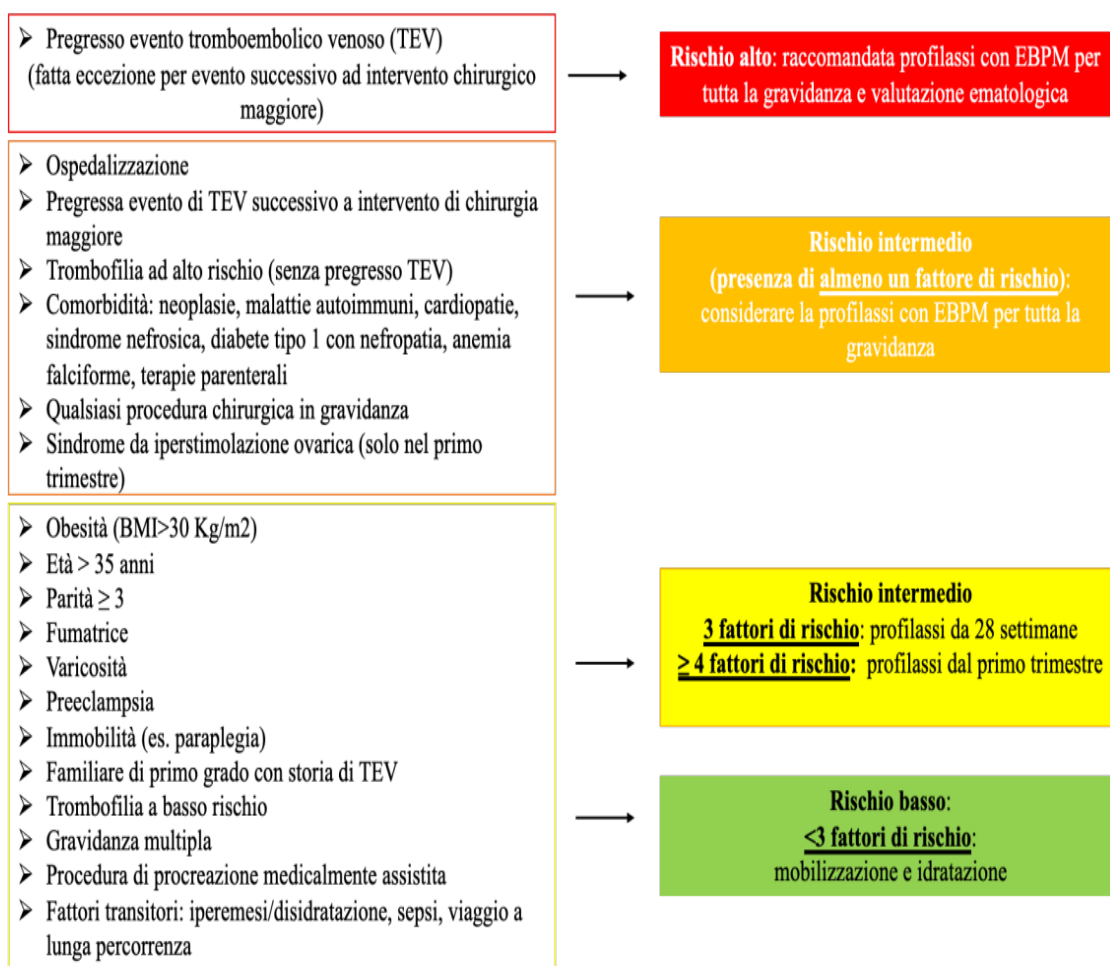 ➤ Pregresso evento tromboembolico venoso (TEV)
(fatta eccezione per evento successivo ad intervento chirurgico
maggiore)
Rischio alto: raccomandata profilassi con EBPM per
tutta la gravidanza e valutazione ematologica
➤ Ospedalizzazione
➤ Pregressa evento di TEV successivo a intervento di chirurgia
maggiore
➤ Trombofilia ad alto rischio (senza pregresso TEV)
➤ Comorbidità: neoplasie, malattie autoimmuni, cardiopatie,
sindrome nefrosica, diabete tipo 1 con nefropatia, anemia
falciforme, terapie parenterali
➤ Qualsiasi procedura chirurgica in gravidanza
➤ Sindrome da iperstimolazione ovarica (solo nel primo
trimestre)
Rischio intermedio
(presenza di almeno un fattore di rischio):
considerare la profilassi con EBPM per tutta la
gravidanza
➤ Obesità (BMI>30 Kg/m2)
➤ Età > 35 anni
➤ Parità ≥ 3
➤ Fumatrice
➤ Varicosità
➤ Preeclampsia
➤ Immobilità (es. paraplegia)
➤ Familiare di primo grado con storia di TEV
➤ Trombofilia a basso rischio
➤ Gravidanza multipla
➤ Procedura di procreazione medicalmente assistita
➤ Fattori transitori: iperemesi/disidratazione, sepsi, viaggio a
lunga percorrenza
Rischio intermedio
3 fattori di rischio: profilassi da 28 settimane
≥ 4 fattori di rischio: profilassi dal primo trimestre
Rischio basso:
<3 fattori di rischio:
mobilizzazione e idratazione